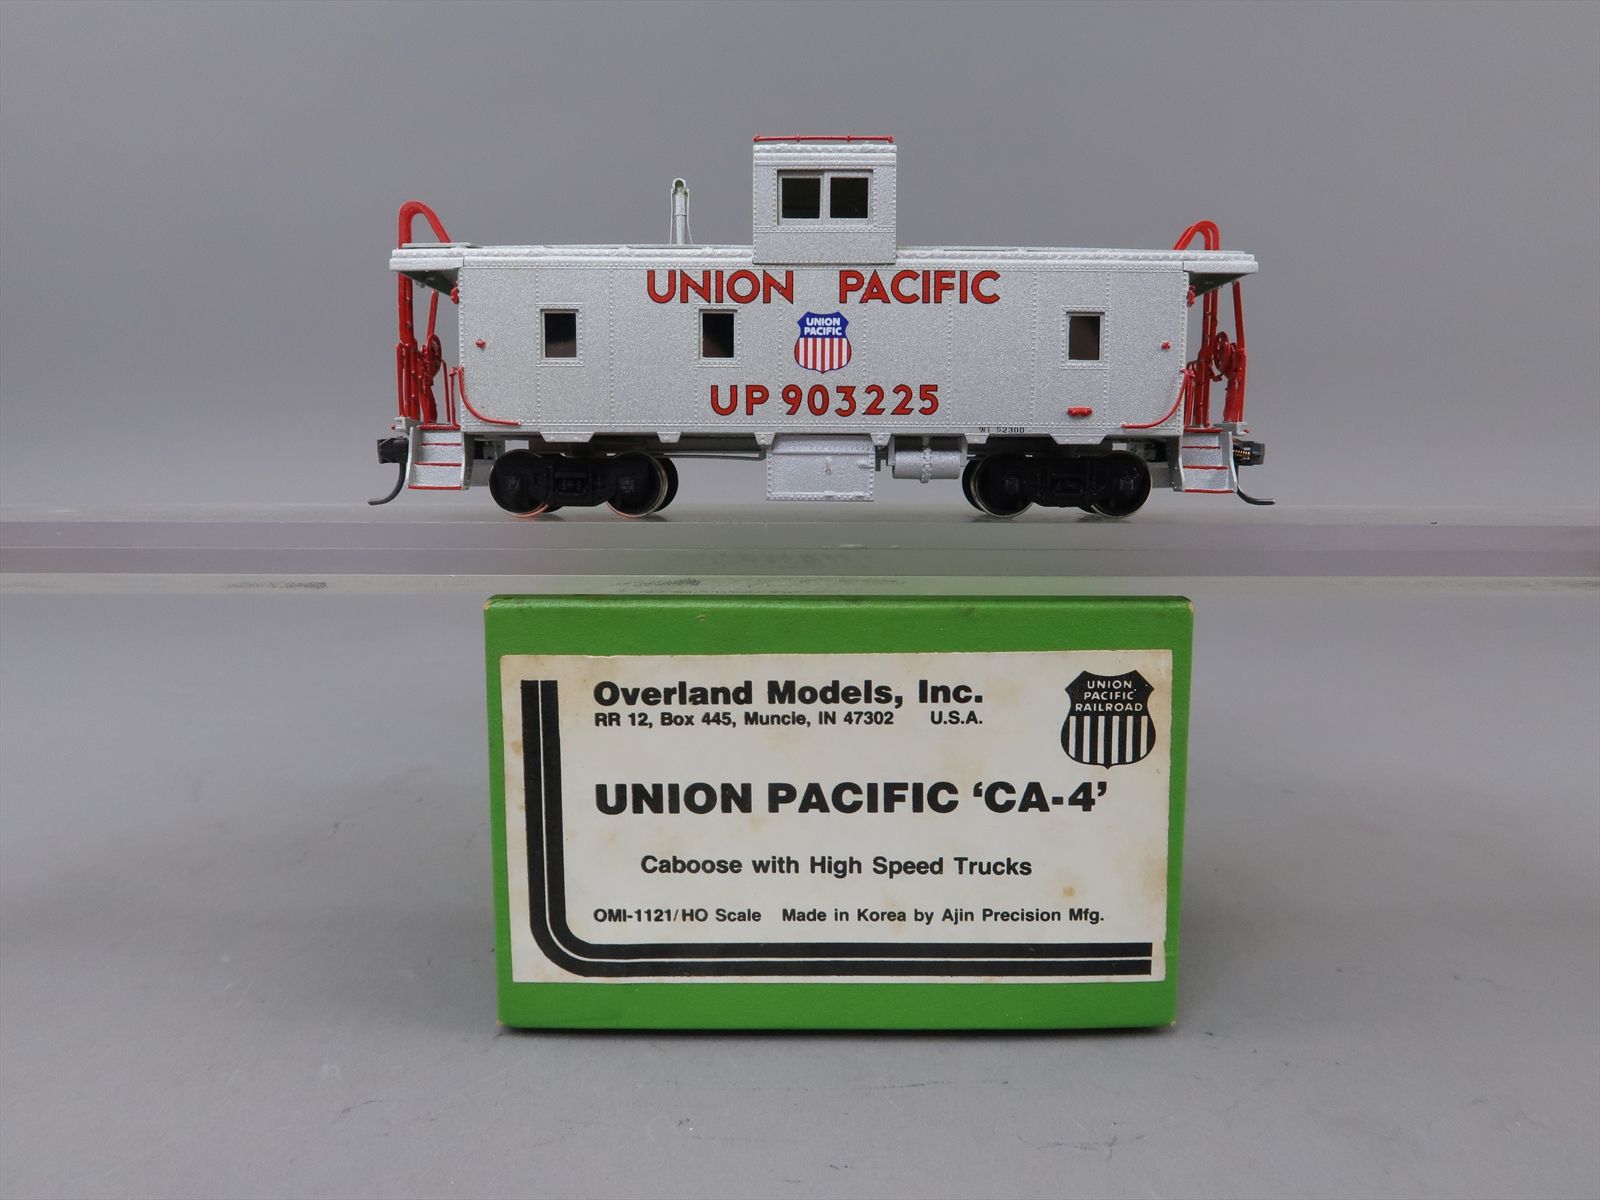 UNION PACIFIC
UNION
PACIFIC
UP 903225
WT 52300
Overland Models, Inc.
RR 12, Box 445, Muncie, IN 47302 U.S.A.
UNION
PACIFIC
RAILROAD
UNION PACIFIC ‘CA-4’
Caboose with High Speed Trucks
OMI-1121/HO Scale Made in Korea by Ajin Precision Mfg.